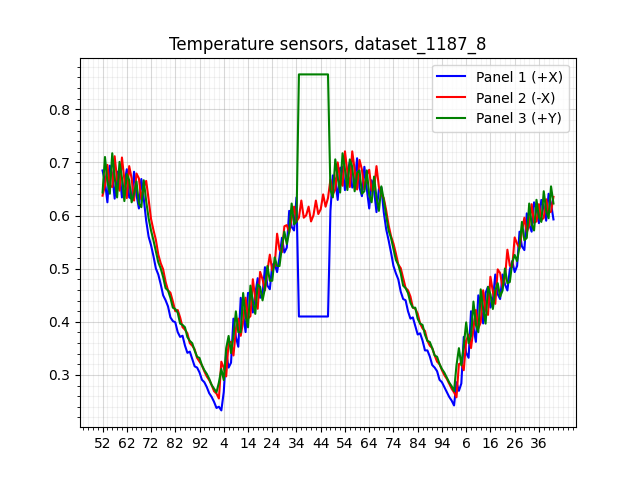 Temperature sensors, dataset_1187_8
Panel 1 (+X)
Panel 2 (-X)
Panel 3 (+Y)
0.8
0.7
0.6
0.5
0.4
0.3
52 62 72 82 92 4 14 24 34 44 54 64 74 84 94 6 16 26 36